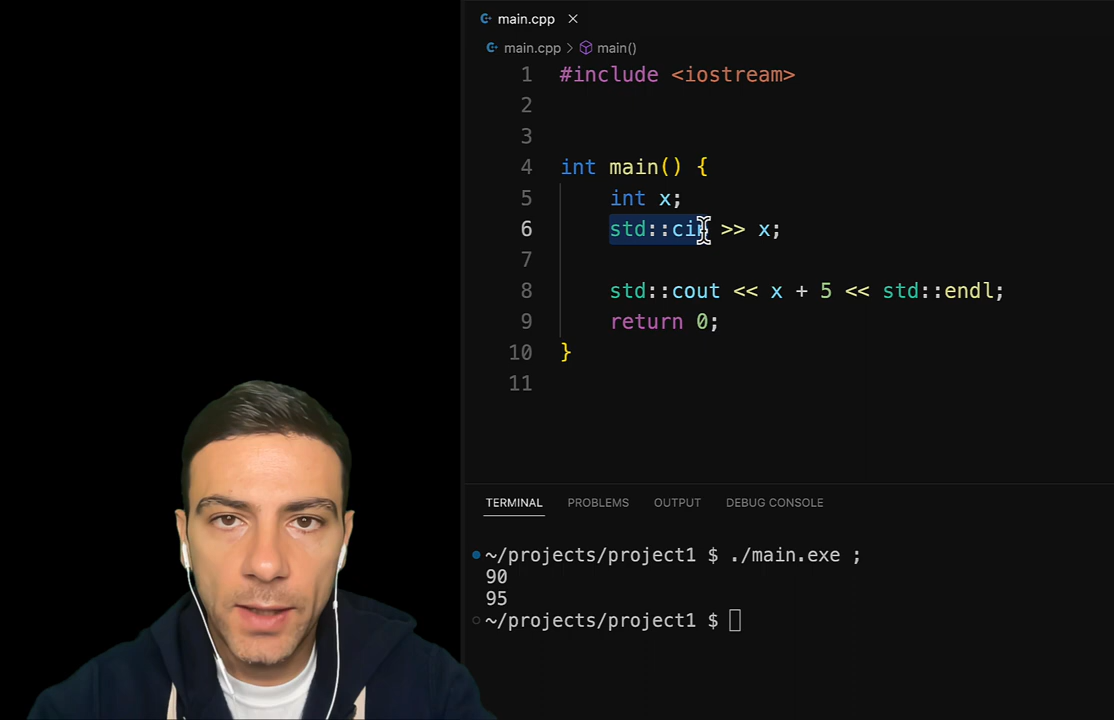 main.cpp ×
main.cpp > main()
1 #include <iostream>
2
3
4 int main() {
5 int x;
6 std::cin >> x;
7
8 std::cout << x + 5 << std::endl;
9 return 0;
10 }
11
TERMINAL PROBLEMS OUTPUT DEBUG CONSOLE
~/projects/project1 $ ./main.exe ;
90
95
~/projects/project1 $